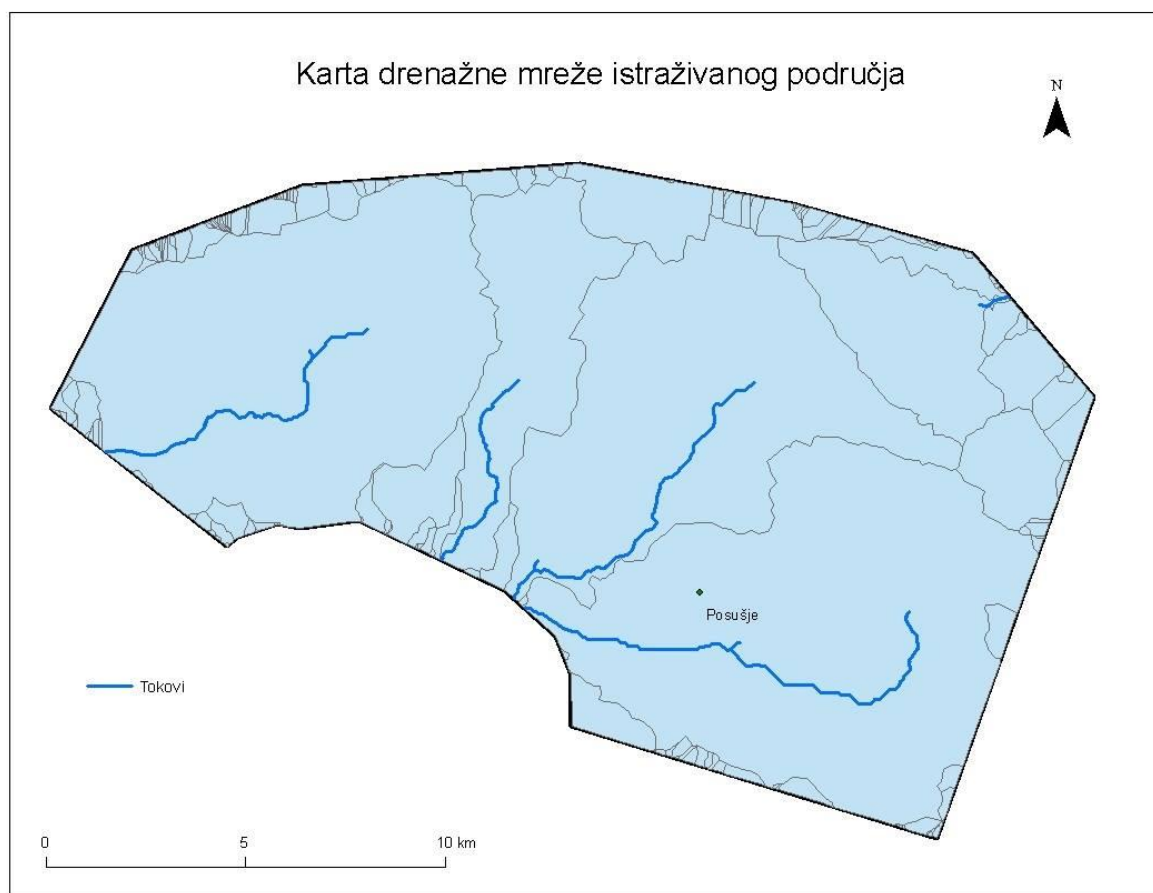 Karta drenažne mreže istraživanog područja
N
Posušje
Tokovi
0 5 10 km